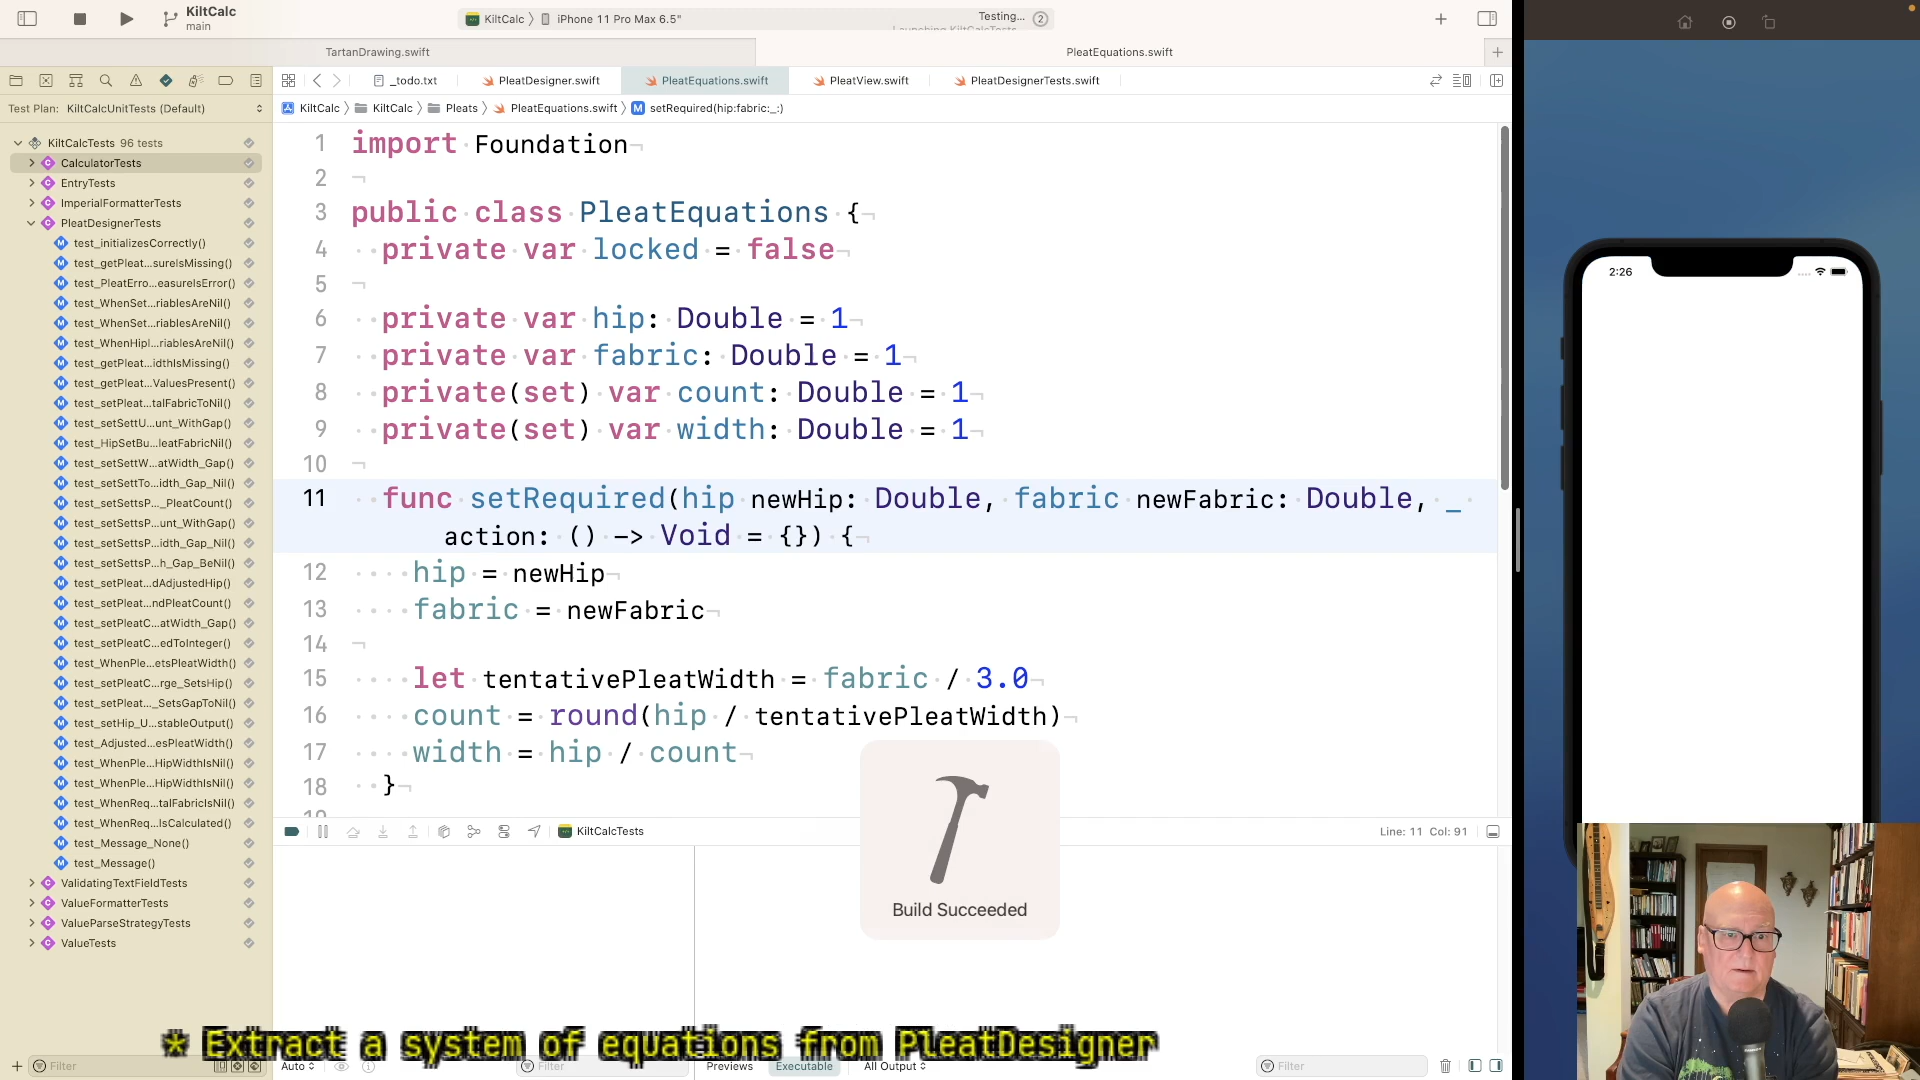 KiltCalc
main
KiltCalc
iPhone 11 Pro Max 6.5"
Testing...
2
Launching KiltCalcTests
TartanDrawing.swift
PleatEquations.swift
_todo.txt
PleatDesigner.swift
PleatEquations.swift
PleatView.swift
PleatDesignerTests.swift
Test Plan: KiltCalcUnitTests (Default)
KiltCalc
KiltCalc
Pleats
PleatEquations.swift
M setRequired(hip:fabric:_:)
KiltCalcTests 96 tests
C CalculatorTests
C EntryTests
C ImperialFormatterTests
C PleatDesignerTests
M test_initializesCorrectly()
M test_getPleat...sureIsMissing()
M test_PleatErro...easureIsError()
M test_WhenSet...riablesAreNil()
M test_WhenSet...riablesAreNil()
M test_WhenHipI...riablesAreNil()
M test_getPleat...idthIsMissing()
M test_getPleat...ValuesPresent()
M test_setPleat...talFabricToNil()
M test_setSettU...unt_WithGap()
M test_HipSetBu...leatFabricNil()
M test_setSettW...atWidth_Gap()
M test_setSettTo...idth_Gap_Nil()
M test_setSettsP..._PleatCount()
M test_setSettsP...unt_WithGap()
M test_setSettsP...idth_Gap_Nil()
M test_setSettsP...h_Gap_BeNil()
M test_setPleat...dAdjustedHip()
M test_setPleat...ndPleatCount()
M test_setPleatC...atWidth_Gap()
M test_setPleatC...edToInteger()
M test_WhenPle...etsPleatWidth()
M test_setPleatC...rge_SetsHip()
M test_setPleat..._SetsGapToNil()
M test_setHip_U...stableOutput()
M test_Adjusted...esPleatWidth()
M test_WhenPle...HipWidthIsNil()
M test_WhenPle...HipWidthIsNil()
M test_WhenReq...talFabricIsNil()
M test_WhenReq...lsCalculated()
M test_Message_None()
M test_Message()
C ValidatingTextFieldTests
C ValueFormatterTests
C ValueParseStrategyTests
C ValueTests
Filter
1 import Foundation
2
3 public class PleatEquations {
4 private var locked = false
5
6 private var hip: Double = 1
7 private var fabric: Double = 1
8 private(set) var count: Double = 1
9 private(set) var width: Double = 1
10
11 func setRequired(hip newHip: Double, fabric newFabric: Double, _
action: () -> Void = {}) {
12 hip = newHip
13 fabric = newFabric
14
15 let tentativePleatWidth = fabric / 3.0
16 count = round(hip / tentativePleatWidth)
17 width = hip / count
18 }
19
KiltCalcTests
Line: 11 Col: 91
Build Succeeded
2:26
* Extract a system of equations from PleatDesigner
Auto
Filter
Previews
Executable
All Output
Filter